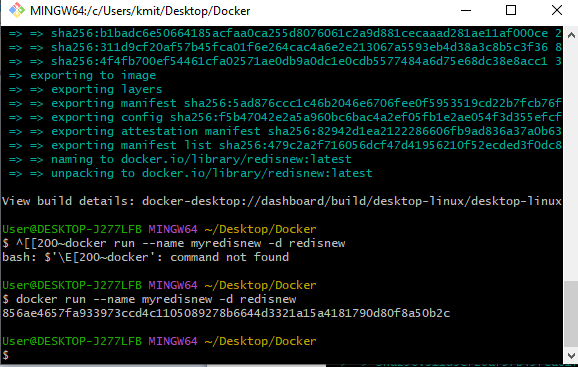 MINGW64:/c/Users/kmit/Desktop/Docker
=> => sha256:b1badc6e50664185acfaa0ca255d8076061c2a9d881cecaaad281ae11af000ce 2
=> => sha256:311d9cf20af57b45fca01f6e264cac4a6e2e213067a5593eb4d38a3c8b5c3f36 8
=> => sha256:4f4fb700ef54461cfa02571ae0db9a0dc1e0cdb5577484a6d75e68dc38e8acc1 3
=> exporting to image
=> => exporting layers
=> => exporting manifest sha256:5ad876ccc1c46b2046e6706fee0f5953519cd22b7fcb76f
=> => exporting config sha256:f5b47042e2a5a960bc6bac4a2ef05fb1e2ae054f3d355efcf
=> => exporting attestation manifest sha256:82942d1ea2122286606fb9ad836a37a0b63
=> => exporting manifest list sha256:479c2a2f716056dcf47d41956210f52ecded3f0dc8
=> => naming to docker.io/library/redisnew:latest
=> => unpacking to docker.io/library/redisnew:latest
View build details: docker-desktop://dashboard/build/desktop-linux/desktop-linux
User@DESKTOP-J277LFB MINGW64 ~/Desktop/Docker
$ ^[[200~docker run --name myredisnew -d redisnew
bash: $'\E[200~docker': command not found
User@DESKTOP-J277LFB MINGW64 ~/Desktop/Docker
$ docker run --name myredisnew -d redisnew
856ae4657fa933973ccd4c1105089278b6644d3321a15a4181790d80f8a50b2c
User@DESKTOP-J277LFB MINGW64 ~/Desktop/Docker
$